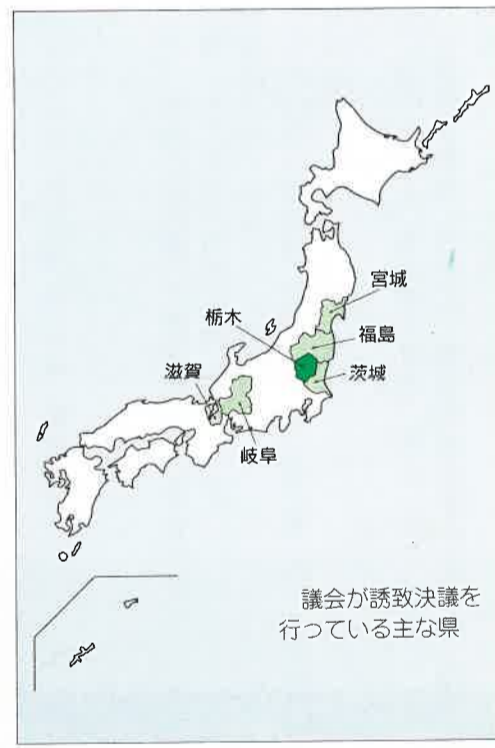 宮城
栃木
福島
滋賀
茨城
岐阜
議会が誘致決議を
行っている主な県